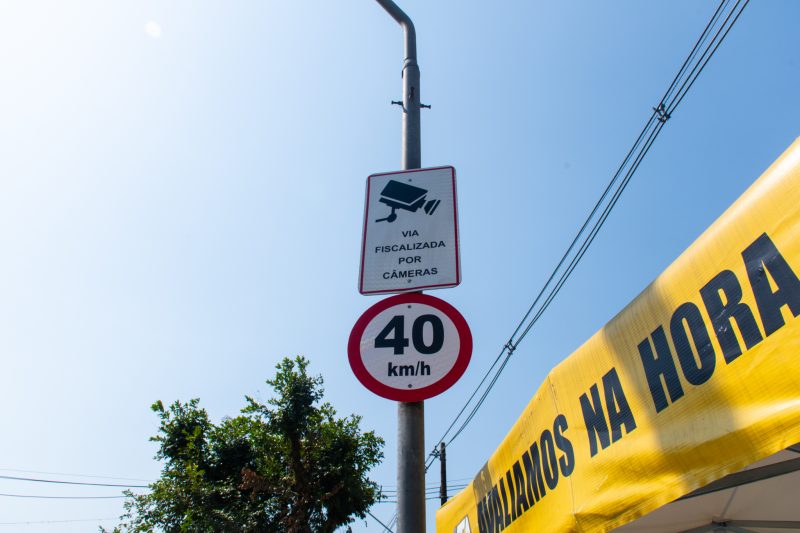 VIA
FISCALIZADA
POR
CÂMERAS
40
km/h
AVALIAMOS NA HORA